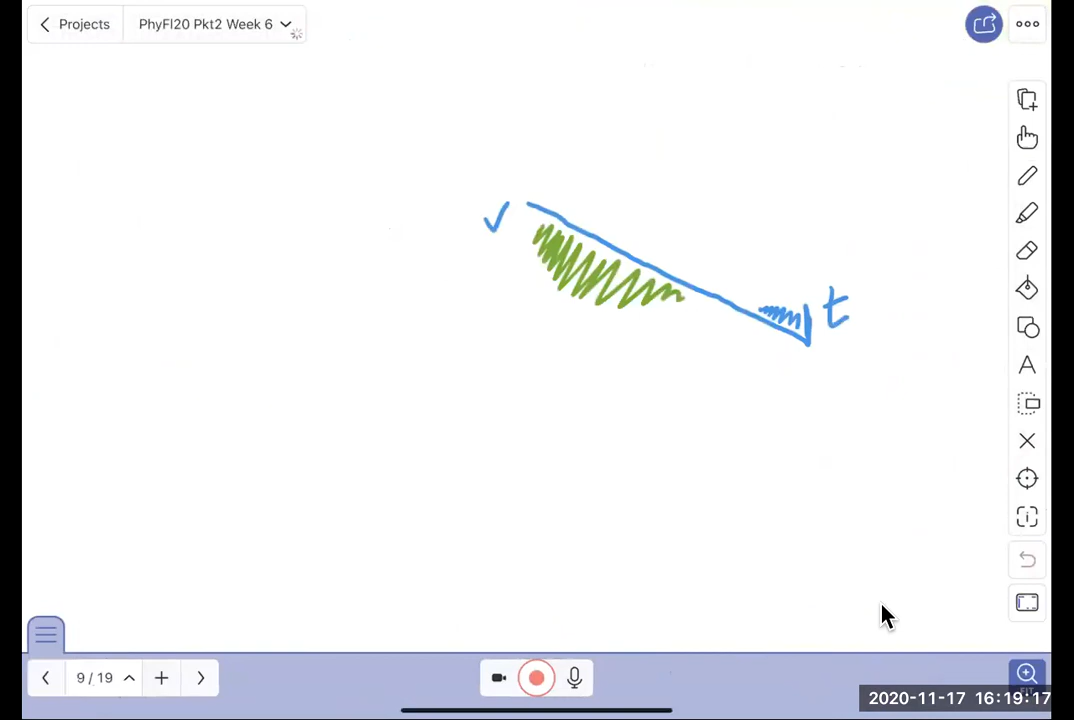 Projects
PhyFl20 Pkt2 Week 6
t
9 / 19
2020-11-17 16:19:17